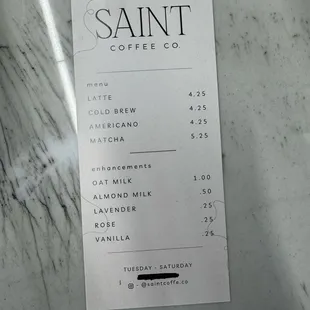 SAINT
COFFEE CO.
menu
LATTE 4.25
COLD BREW 4.25
AMERICANO 4.25
MATCHA 5.25
enhancements
OAT MILK 1.00
ALMOND MILK .50
LAVENDER .25
ROSE .25
VANILLA .25
TUESDAY - SATURDAY
- @saintcoffe.co